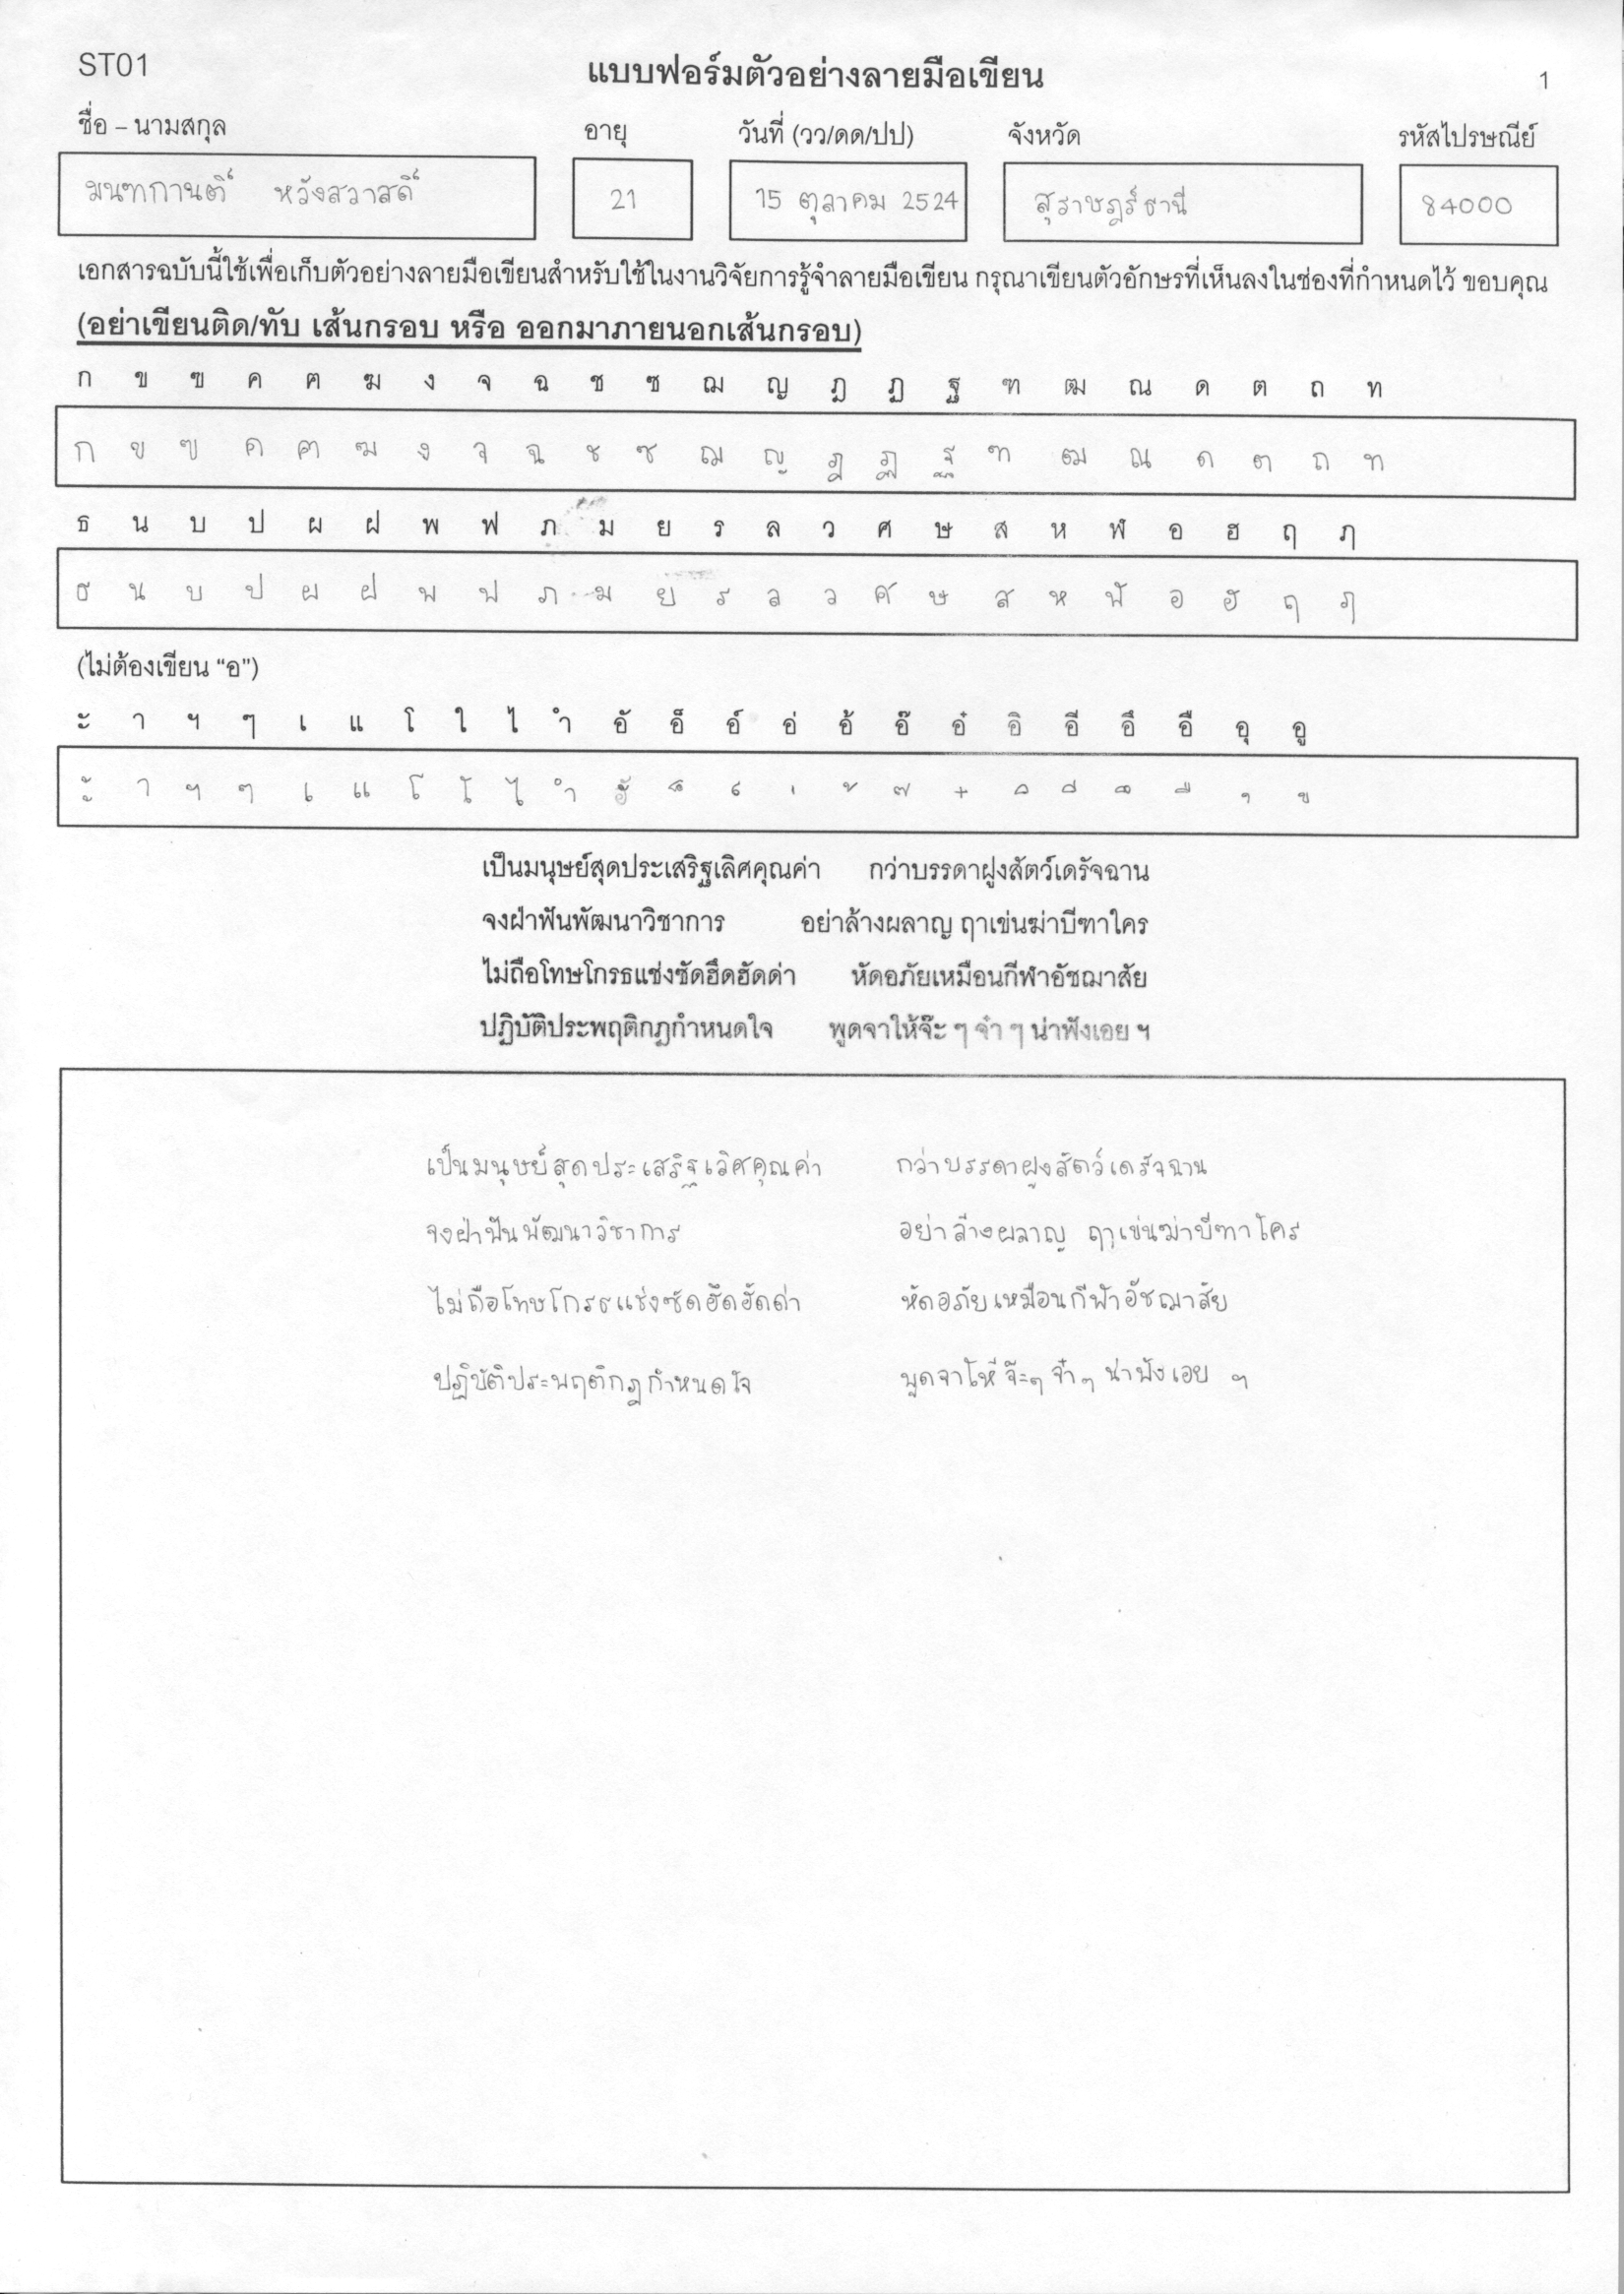 ST01 แบบฟอร์มตัวอย่างลายมือเขียน 1
ชื่อ – นามสกุล อายุ วันที่ (วว/ดด/ปป) จังหวัด รหัสไปรษณีย์
มนฑกานติ์ หวังสวาสดิ์ 21 15 ตุลาคม 2524 สุราษฎร์ธานี 84000
เอกสารฉบับนี้ใช้เพื่อเก็บตัวอย่างลายมือเขียนสำหรับใช้ในงานวิจัยการรู้จำลายมือเขียน กรุณาเขียนตัวอักษรที่เห็นลงในช่องที่กำหนดไว้ ขอบคุณ
(อย่าเขียนติด/ทับ เส้นกรอบ หรือ ออกมาภายนอกเส้นกรอบ)
ก ข ฃ ค ฅ ฆ ง จ ฉ ช ซ ฌ ญ ฎ ฏ ฐ ฑ ฒ ณ ด ต ถ ท
ก ข ฃ ค ฅ ฆ ง จ ฉ ช ซ ฌ ญ ฎ ฏ ฐ ฑ ฒ ณ ด ต ถ ท
ธ น บ ป ผ ฝ พ ฟ ภ ม ย ร ล ว ศ ษ ส ห ฬ อ ฮ ฤ ฦ
ธ น บ ป ผ ฝ พ ฟ ภ ม ย ร ล ว ศ ษ ส ห ฬ อ ฮ ฤ ฦ
(ไม่ต้องเขียน “อ”)
ะ า ฯ ๆ เ แ โ ใ ไ ำ อั อ็ อ์ อ่ อ้ อ๊ อ๋ อิ อี อึ อื อุ อู
ะ า ฯ ๆ เ แ โ ใ ไ ำ ั ็ ์ ่ ้ ๊ ๋ ิ ี ึ ื ุ ู
เป็นมนุษย์สุดประเสริฐเลิศคุณค่า กว่าบรรดาฝูงสัตว์เดรัจฉาน
จงฝ่าฟันพัฒนาวิชาการ อย่าล้างผลาญ ฤาเข่นฆ่าบีฑาใคร
ไม่ถือโทษโกรธแช่งซัดฮึดฮัดด่า หัดอภัยเหมือนกีฬาอัชฌาสัย
ปฏิบัติประพฤติกฎกำหนดใจ พูดจาให้จ๊ะ ๆ จ๋า ๆ น่าฟังเอย ฯ
เป็นมนุษย์สุดประเสริฐเลิศคุณค่า กว่าบรรดาฝูงสัตว์เดรัจฉาน
จงฝ่าฟันพัฒนาวิชาการ อย่าล้างผลาญ ฤาเข่นฆ่าบีฑาใคร
ไม่ถือโทษโกรธแช่งซัดฮึดฮัดด่า หัดอภัยเหมือนกีฬาอัชฌาสัย
ปฏิบัติประพฤติกฎกำหนดใจ พูดจาให้จ๊ะๆ จ๋าๆ น่าฟังเอย ฯ